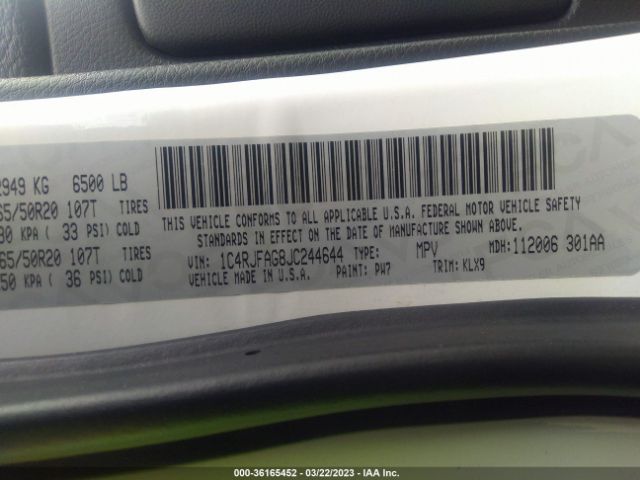 2949 KG 6500 LB
65/50R20 107T TIRES
30 KPA ( 33 PSI) COLD
65/50R20 107T TIRES
250 KPA ( 36 PSI) COLD
THIS VEHICLE CONFORMS TO ALL APPLICABLE U.S.A. FEDERAL MOTOR VEHICLE SAFETY
STANDARDS IN EFFECT ON THE DATE OF MANUFACTURE SHOWN ABOVE.
VIN: 1C4RJFAG8JC244644 TYPE: MPV MDH:112006 301AA
VEHICLE MADE IN U.S.A. PAINT: PW7 TRIM: KLX9
000-36165452 - 03/22/2023 - IAA Inc.